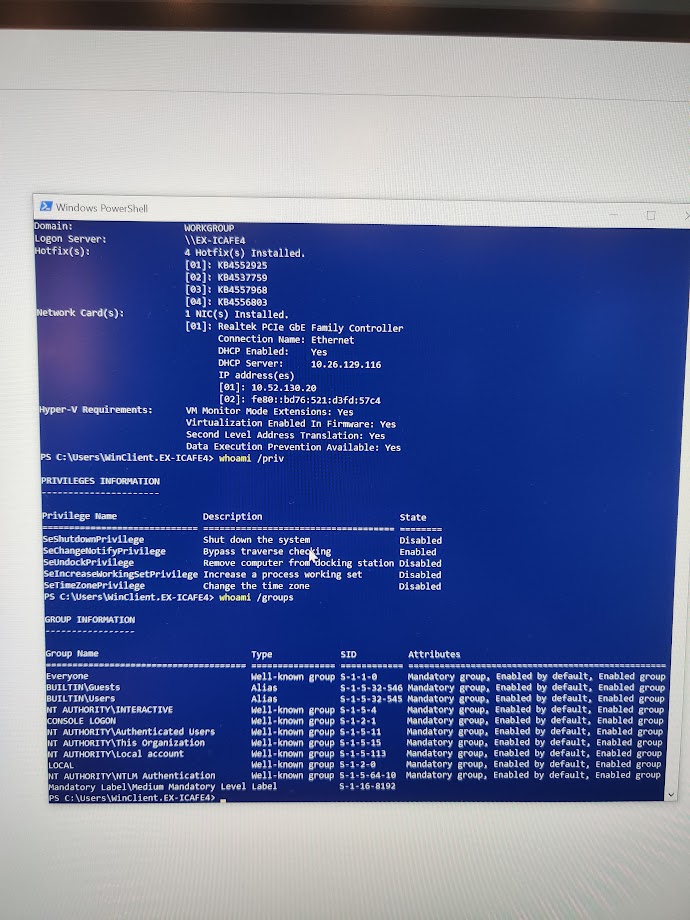 Windows PowerShell
Domain: WORKGROUP
Logon Server: \\EX-ICAFE4
Hotfix(s): 4 Hotfix(s) Installed.
[01]: KB4552925
[02]: KB4537759
[03]: KB4557968
[04]: KB4556803
Network Card(s): 1 NIC(s) Installed.
[01]: Realtek PCIe GbE Family Controller
Connection Name: Ethernet
DHCP Enabled: Yes
DHCP Server: 10.26.129.116
IP address(es)
[01]: 10.52.130.20
[02]: fe80::bd76:521:d3fd:57c4
Hyper-V Requirements: VM Monitor Mode Extensions: Yes
Virtualization Enabled In Firmware: Yes
Second Level Address Translation: Yes
Data Execution Prevention Available: Yes
PS C:\Users\WinClient.EX-ICAFE4> whoami /priv
PRIVILEGES INFORMATION
----------------------
Privilege Name Description State
============================= ==================================== ========
SeShutdownPrivilege Shut down the system Disabled
SeChangeNotifyPrivilege Bypass traverse checking Enabled
SeUndockPrivilege Remove computer from docking station Disabled
SeIncreaseWorkingSetPrivilege Increase a process working set Disabled
SeTimeZonePrivilege Change the time zone Disabled
PS C:\Users\WinClient.EX-ICAFE4> whoami /groups
GROUP INFORMATION
-----------------
Group Name Type SID Attributes
====================================== ================ ============ ==================================================
Everyone Well-known group S-1-1-0 Mandatory group, Enabled by default, Enabled group
BUILTIN\Guests Alias S-1-5-32-546 Mandatory group, Enabled by default, Enabled group
BUILTIN\Users Alias S-1-5-32-545 Mandatory group, Enabled by default, Enabled group
NT AUTHORITY\INTERACTIVE Well-known group S-1-5-4 Mandatory group, Enabled by default, Enabled group
CONSOLE LOGON Well-known group S-1-2-1 Mandatory group, Enabled by default, Enabled group
NT AUTHORITY\Authenticated Users Well-known group S-1-5-11 Mandatory group, Enabled by default, Enabled group
NT AUTHORITY\This Organization Well-known group S-1-5-15 Mandatory group, Enabled by default, Enabled group
NT AUTHORITY\Local account Well-known group S-1-5-113 Mandatory group, Enabled by default, Enabled group
LOCAL Well-known group S-1-2-0 Mandatory group, Enabled by default, Enabled group
NT AUTHORITY\NTLM Authentication Well-known group S-1-5-64-10 Mandatory group, Enabled by default, Enabled group
Mandatory Label\Medium Mandatory Level Label S-1-16-8192
PS C:\Users\WinClient.EX-ICAFE4>